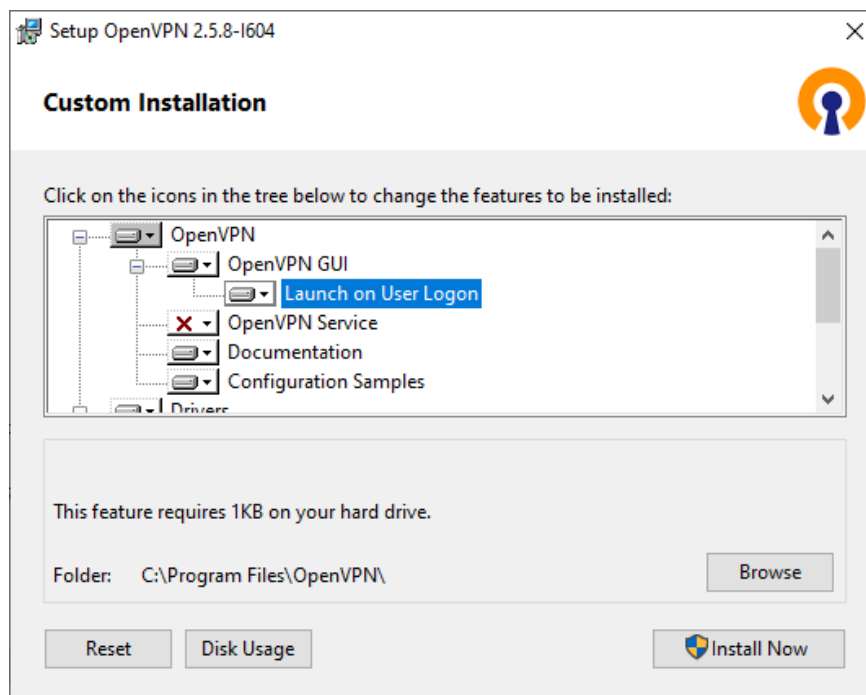 Setup OpenVPN 2.5.8-I604
Custom Installation
Click on the icons in the tree below to change the features to be installed:
OpenVPN
OpenVPN GUI
Launch on User Logon
OpenVPN Service
Documentation
Configuration Samples
Drivers
This feature requires 1KB on your hard drive.
Folder: C:\Program Files\OpenVPN\
Browse
Reset Disk Usage Install Now